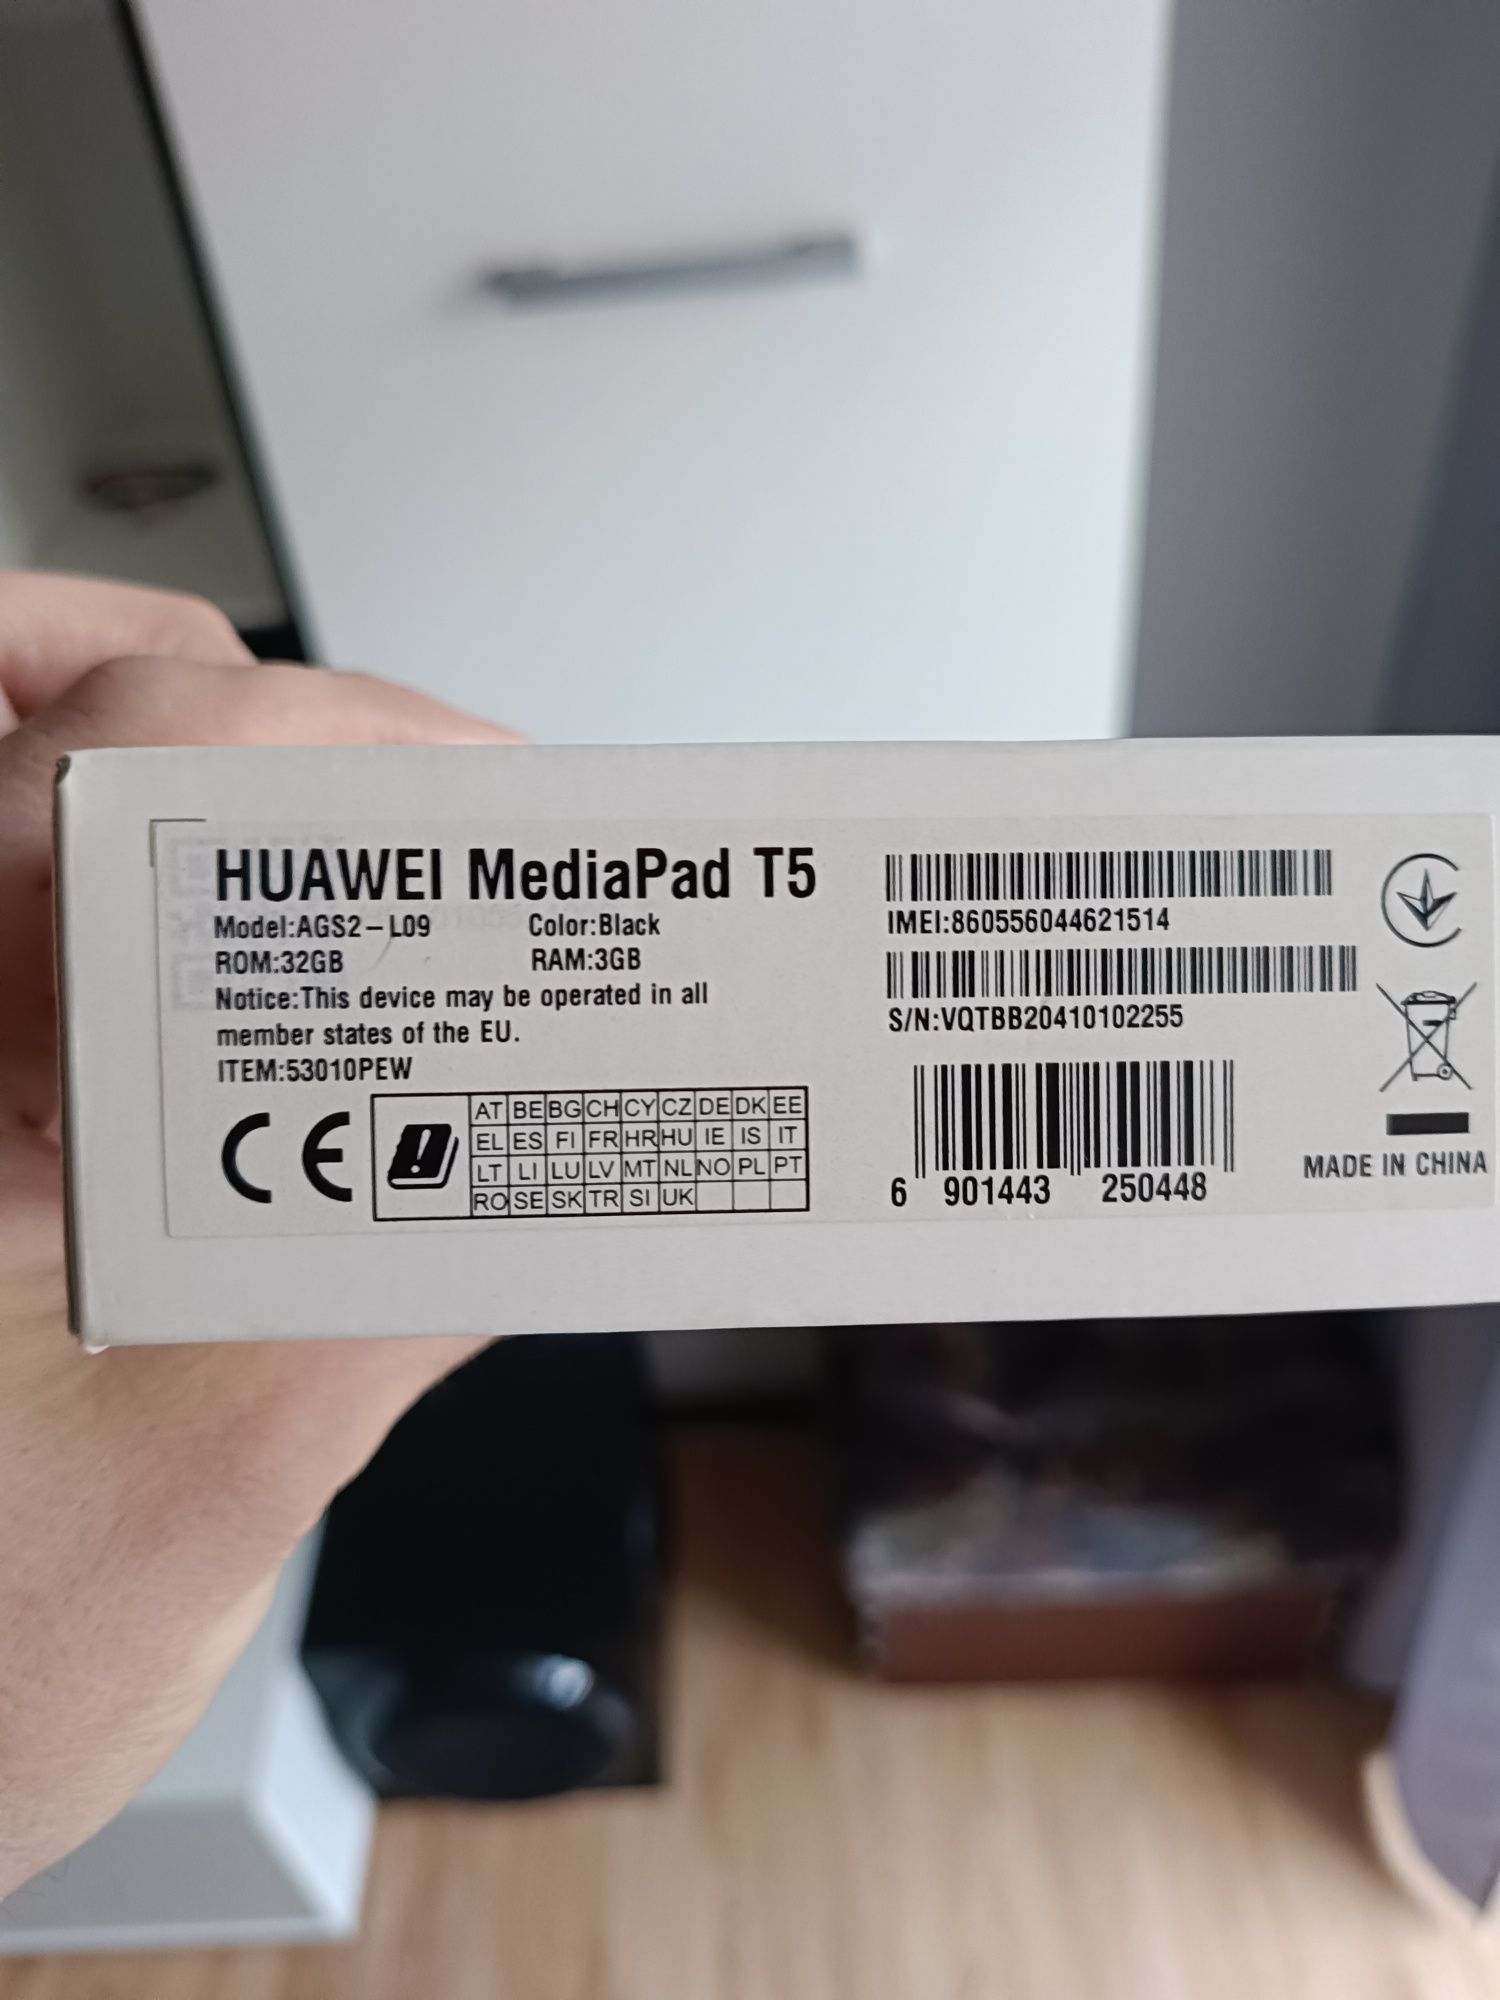 HUAWEI MediaPad T5
Model:AGS2-L09 Color:Black
ROM:32GB RAM:3GB
Notice:This device may be operated in all
member states of the EU.
ITEM:53010PEW
CE
AT BE BG CH CY CZ DE DK EE
EL ES FI FR HR HU IE IS IT
LT LI LU LV MT NL NO PL PT
RO SE SK TR SI UK
IMEI:860556044621514
S/N:VQTBB20410102255
6 901443 250448
MADE IN CHINA